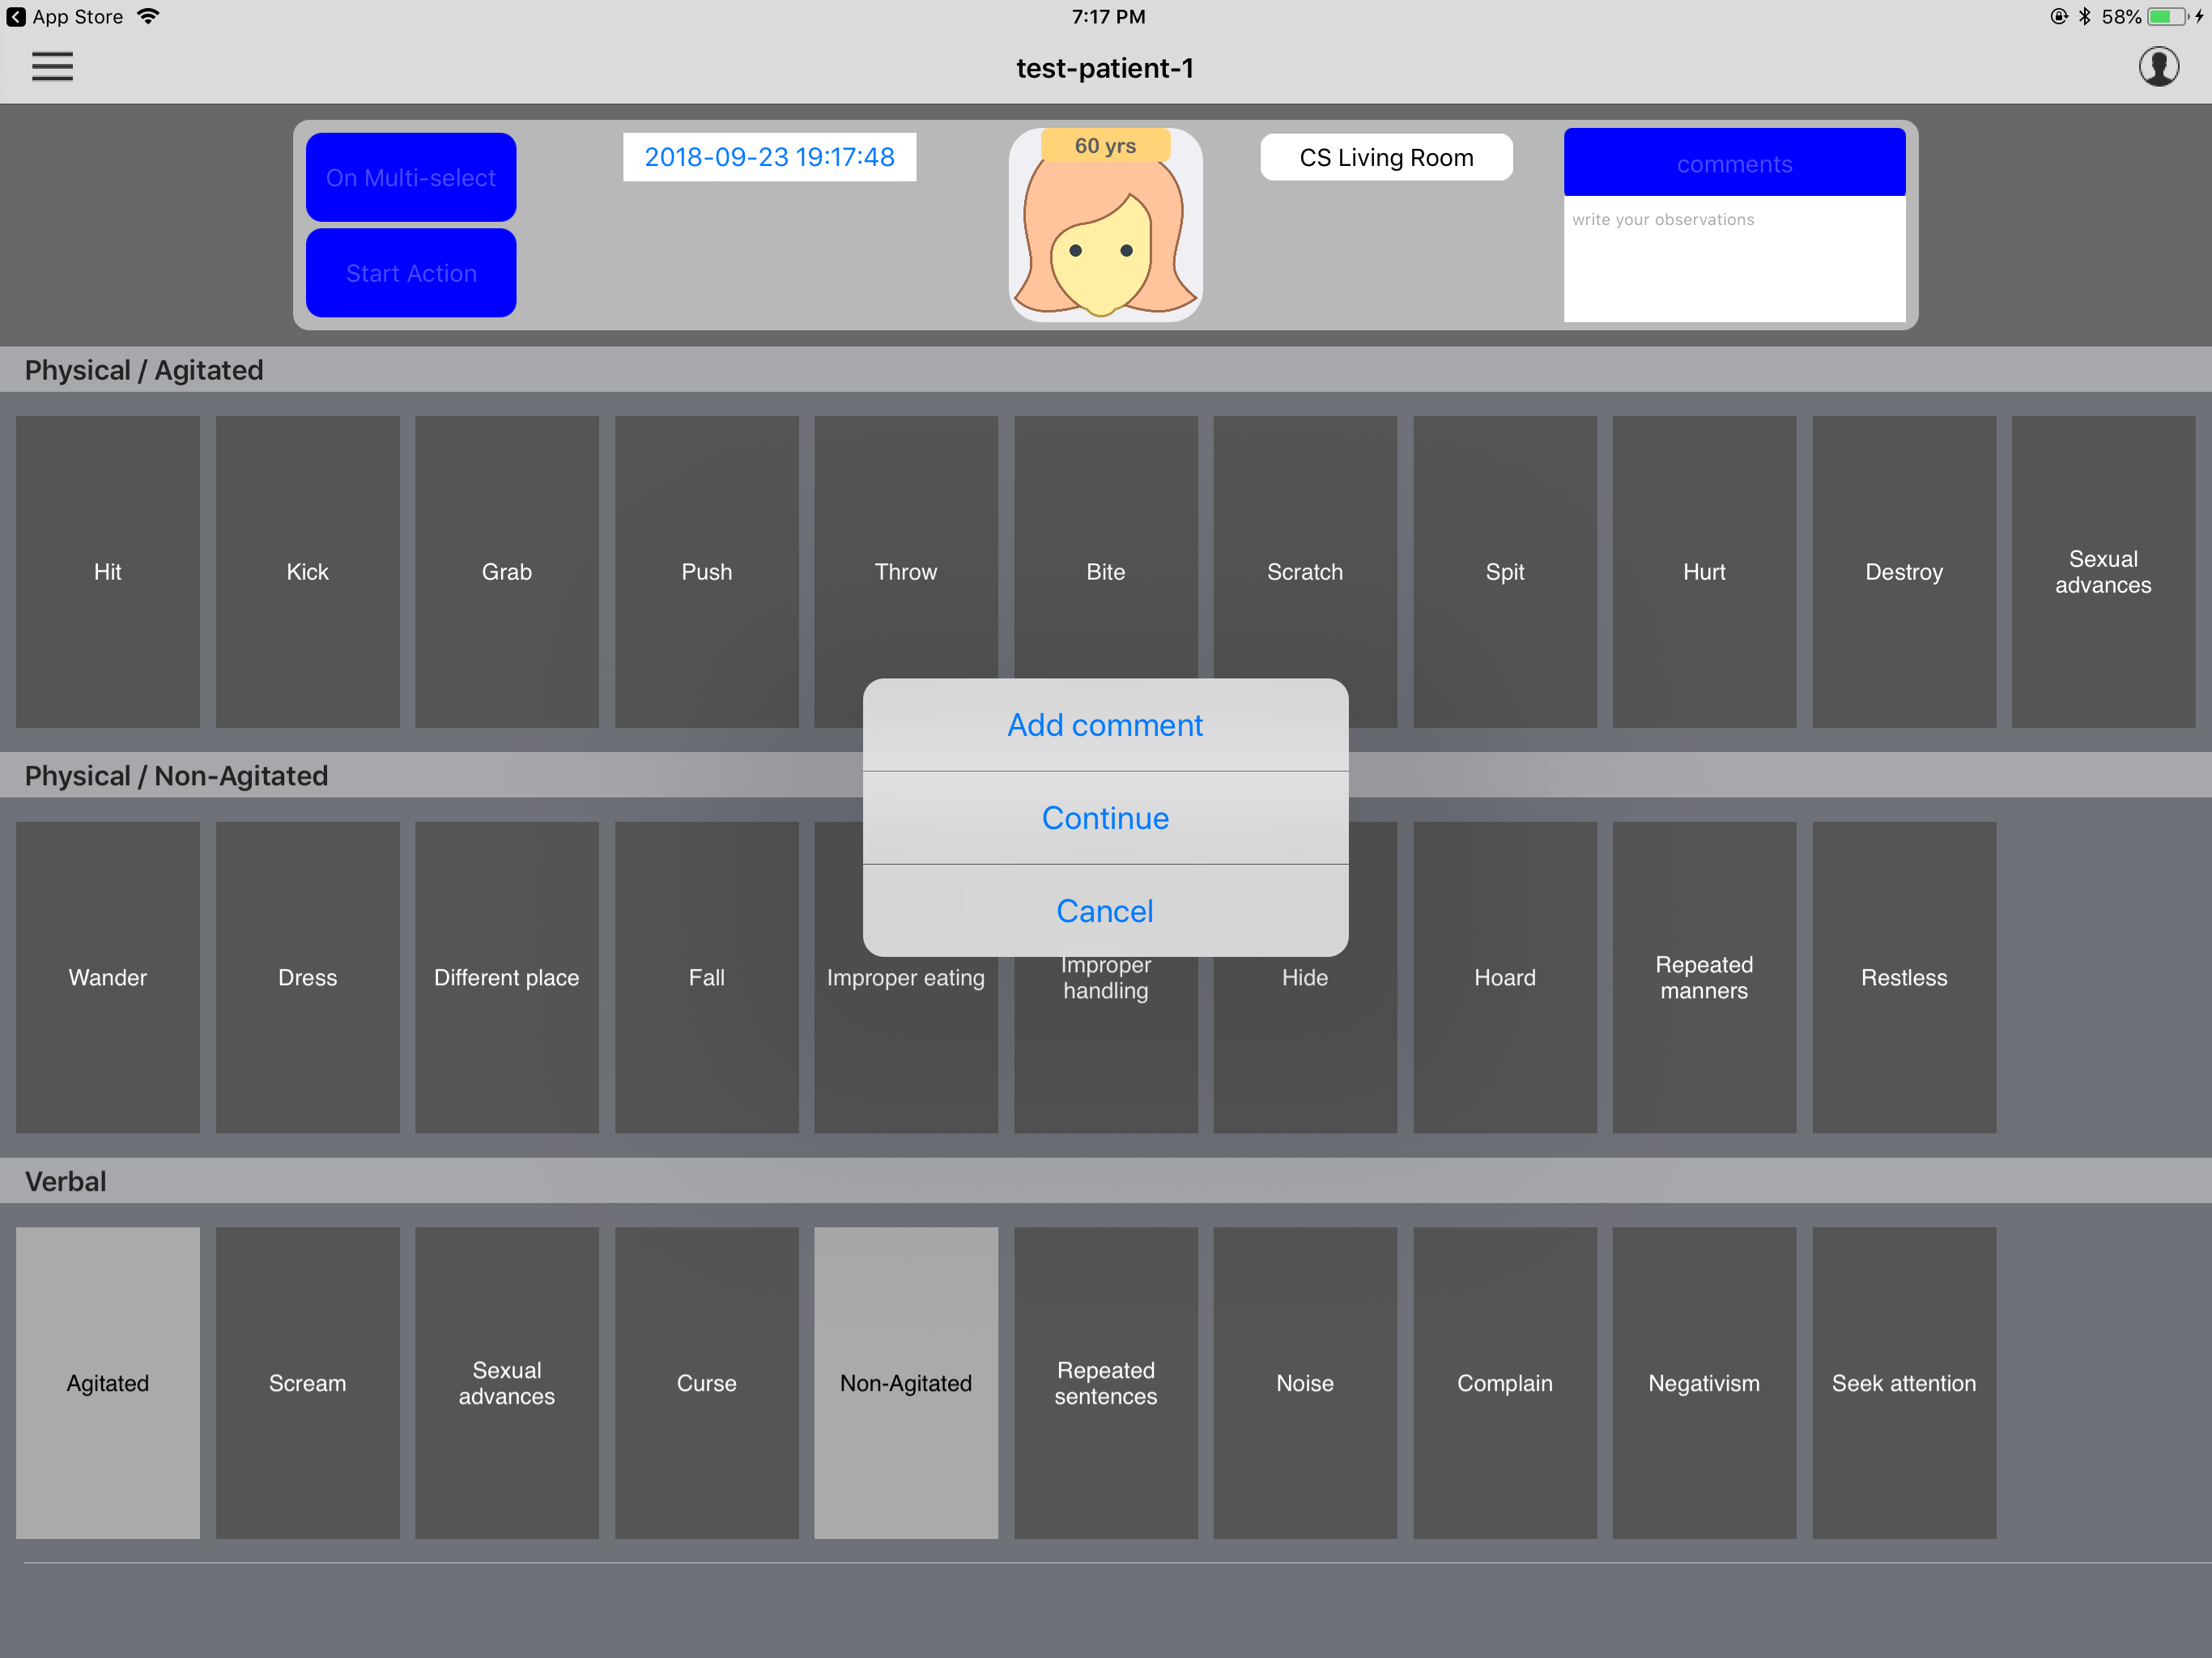 App Store
7:17 PM
58%
test-patient-1
On Multi-select
Start Action
2018-09-23 19:17:48
60 yrs
CS Living Room
comments
write your observations
Physical / Agitated
Hit
Kick
Grab
Push
Throw
Bite
Scratch
Spit
Hurt
Destroy
Sexual
advances
Add comment
Continue
Cancel
Physical / Non-Agitated
Wander
Dress
Different place
Fall
Improper eating
Improper
handling
Hide
Hoard
Repeated
manners
Restless
Verbal
Agitated
Scream
Sexual
advances
Curse
Non-Agitated
Repeated
sentences
Noise
Complain
Negativism
Seek attention